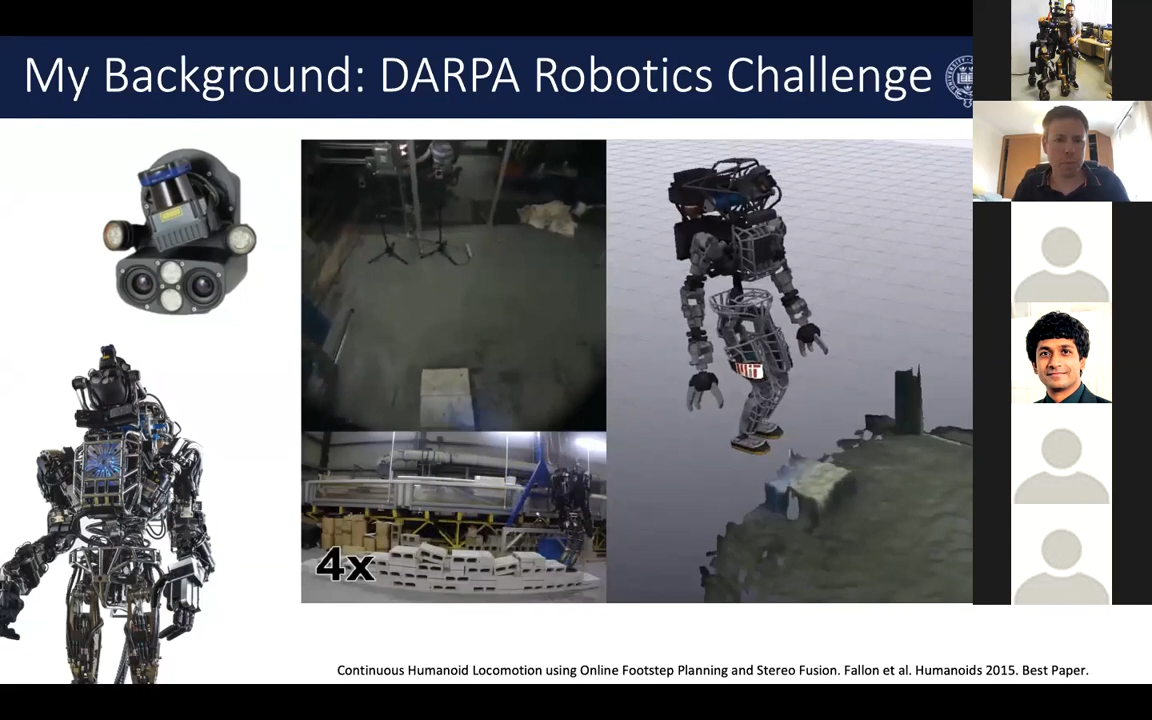 My Background: DARPA Robotics Challenge
MIT
4x
Continuous Humanoid Locomotion using Online Footstep Planning and Stereo Fusion. Fallon et al. Humanoids 2015. Best Paper.